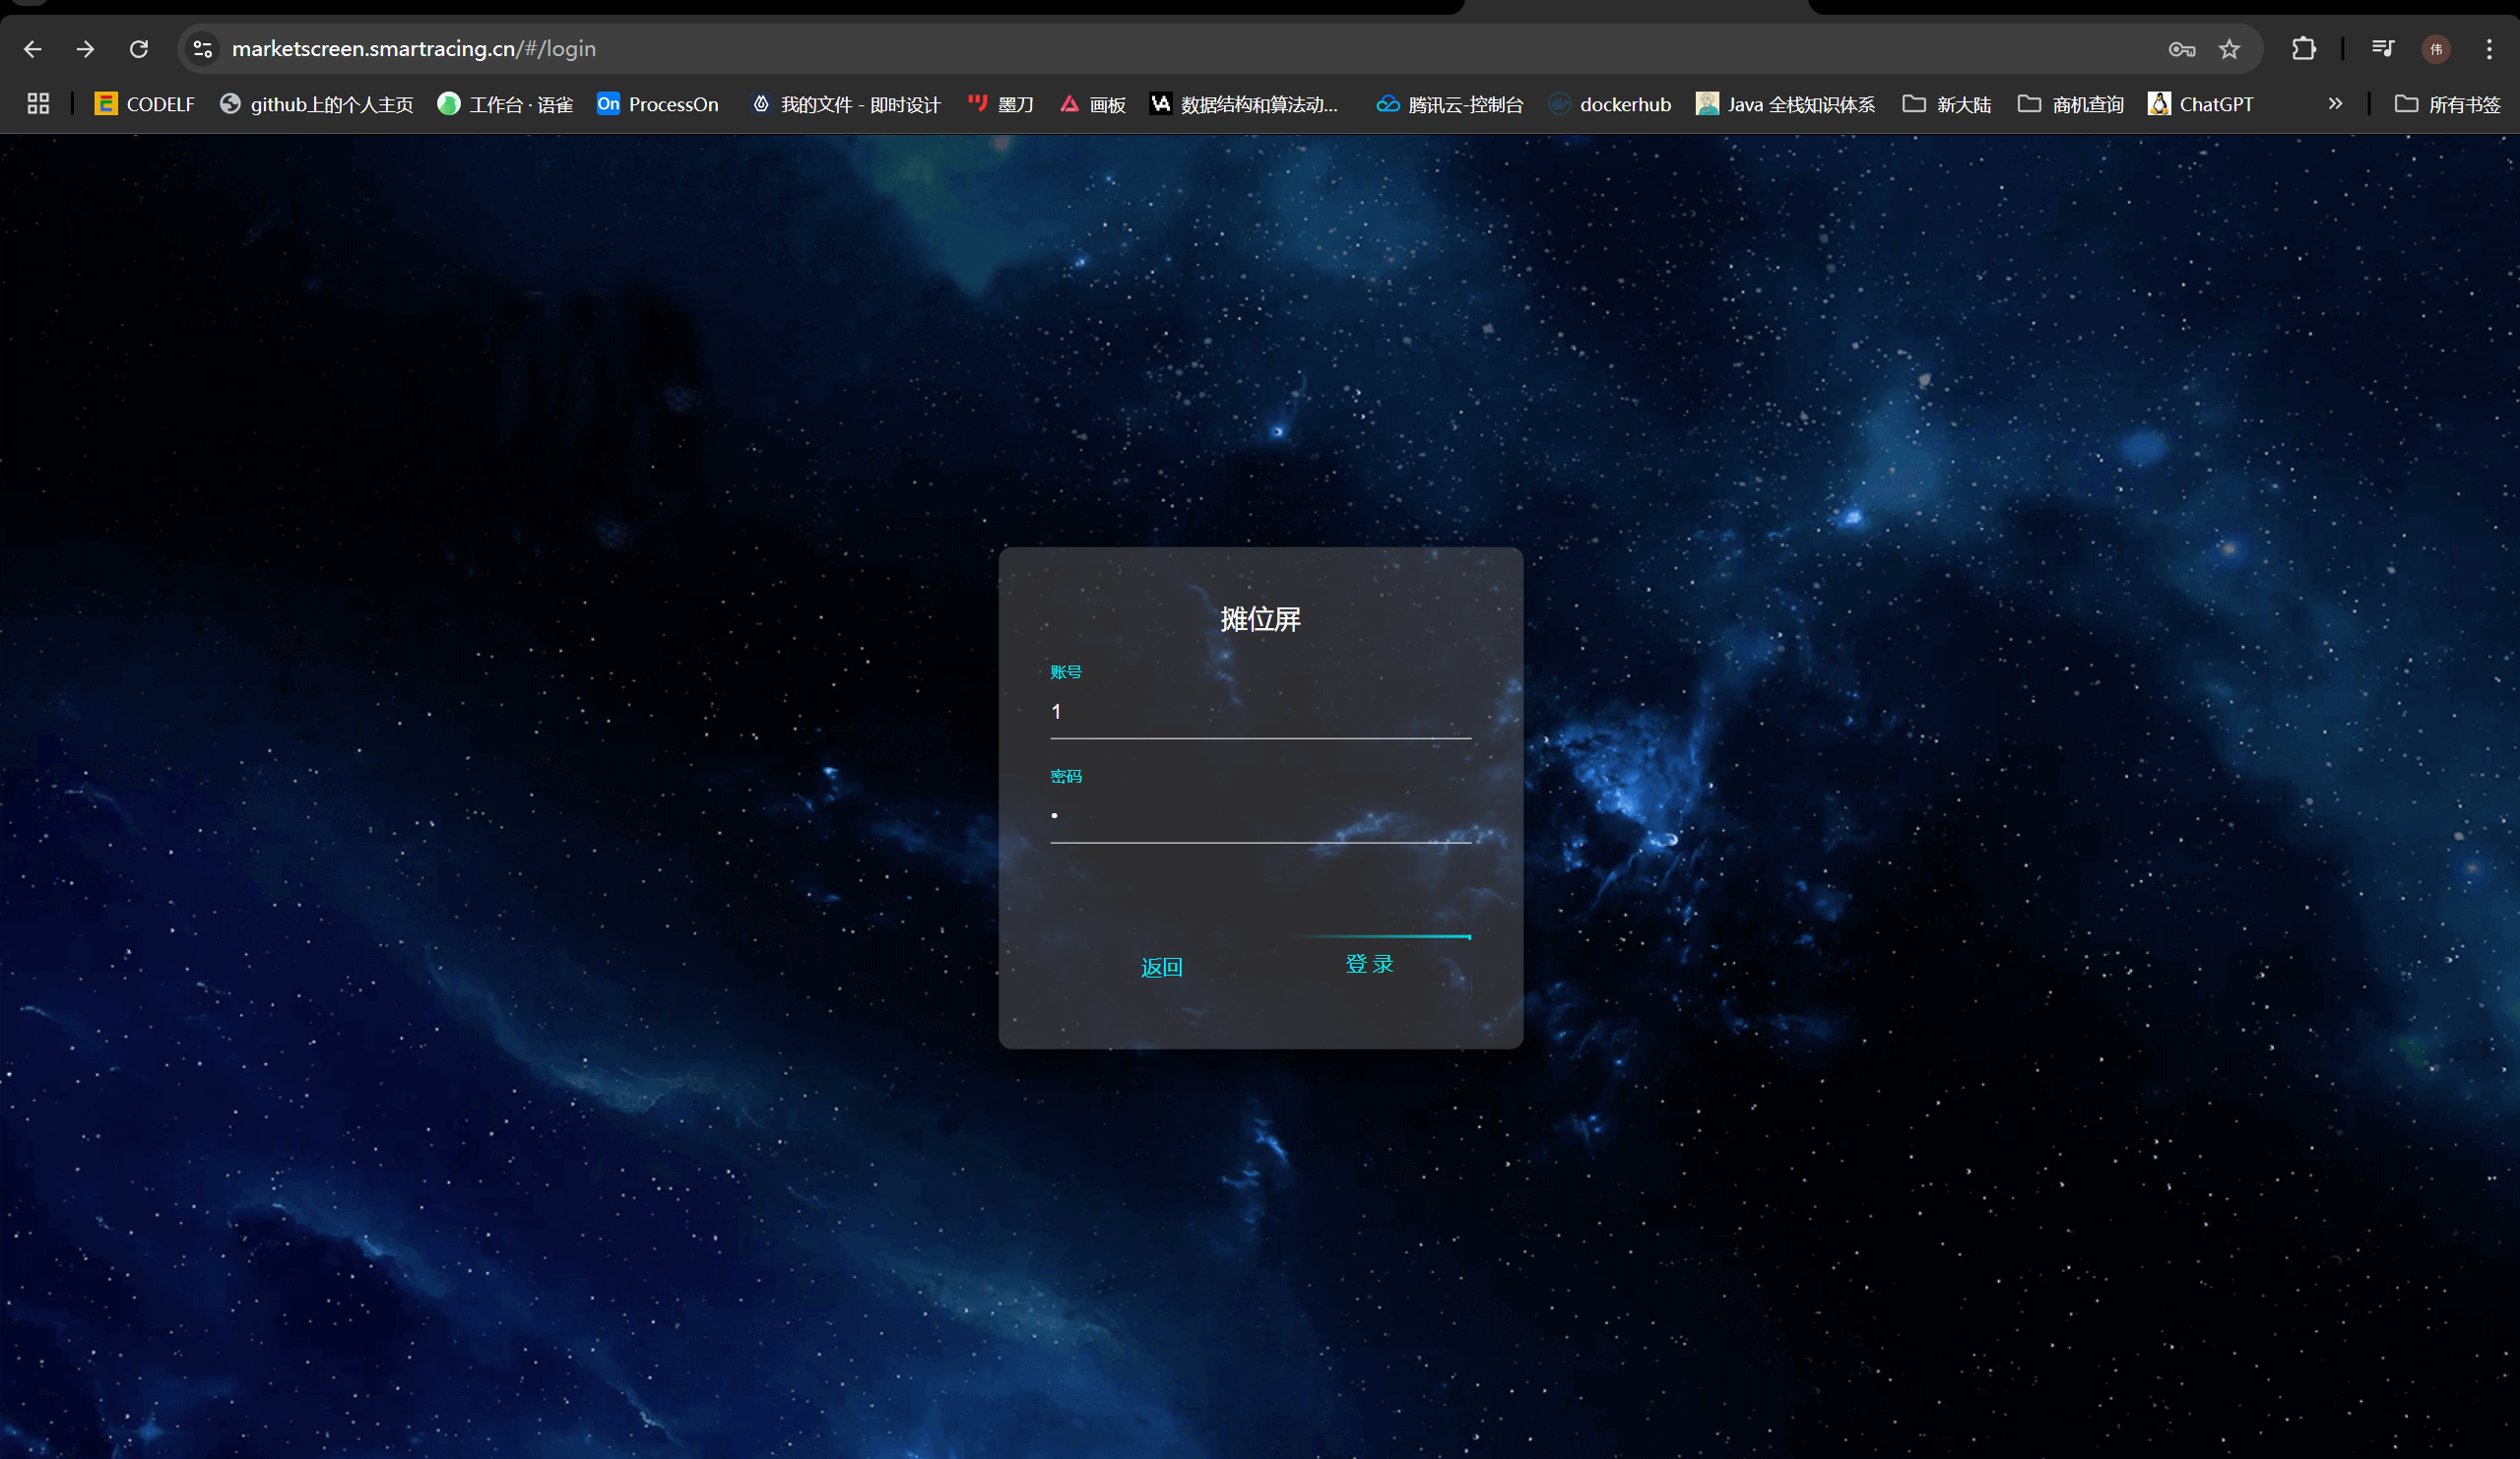 marketscreen.smartracing.cn/#/login
伟
CODELF github上的个人主页 工作台 · 语雀 On ProcessOn 我的文件 - 即时设计 墨刀 画板 VA 数据结构和算法动... 腾讯云-控制台 dockerhub Java 全栈知识体系 新大陆 商机查询 ChatGPT » 所有书签
摊位屏
账号
1
密码
•
返回 登 录